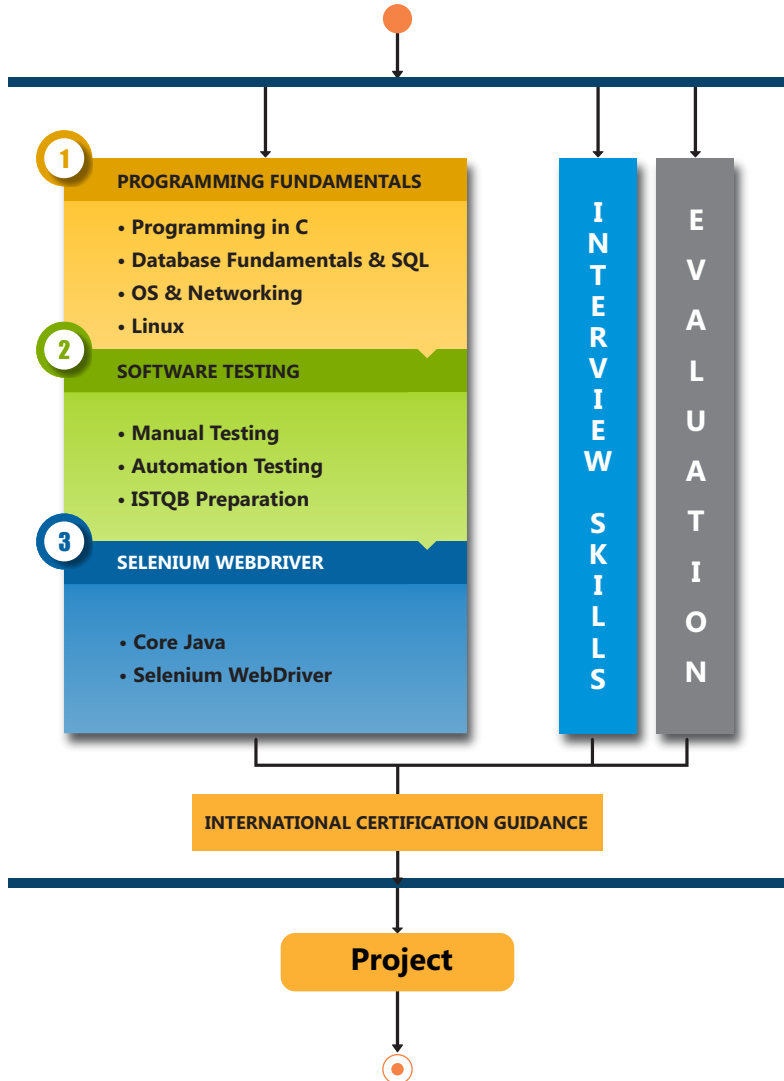 1
PROGRAMMING FUNDAMENTALS
• Programming in C
• Database Fundamentals & SQL
• OS & Networking
• Linux
2
SOFTWARE TESTING
• Manual Testing
• Automation Testing
• ISTQB Preparation
3
SELENIUM WEBDRIVER
• Core Java
• Selenium WebDriver
INTERVIEW SKILLS
EVALUATION
INTERNATIONAL CERTIFICATION GUIDANCE
Project